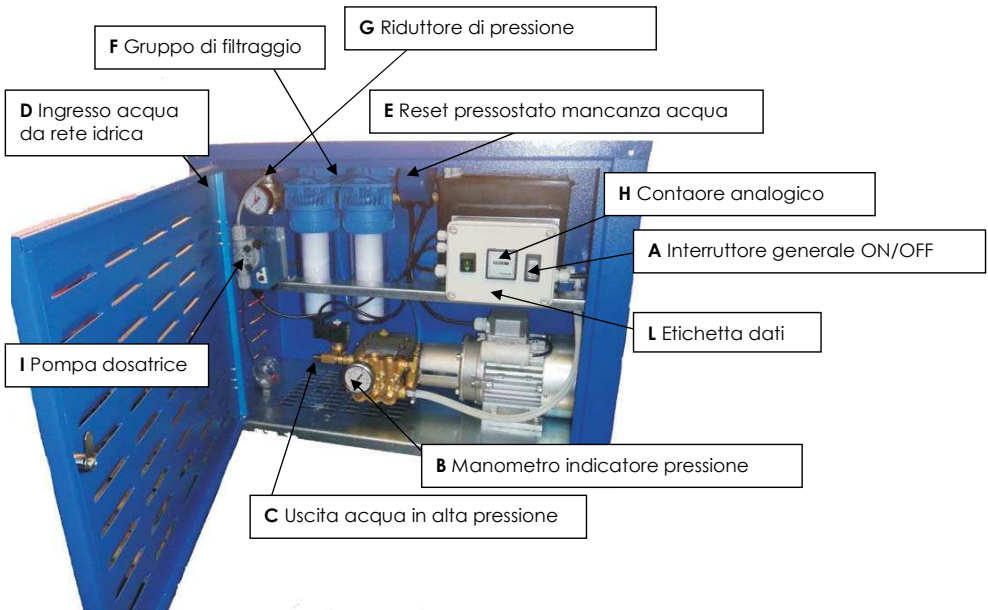 G Riduttore di pressione
F Gruppo di filtraggio
D Ingresso acqua
da rete idrica
E Reset pressostato mancanza acqua
H Contaore analogico
A Interruttore generale ON/OFF
L Etichetta dati
I Pompa dosatrice
B Manometro indicatore pressione
C Uscita acqua in alta pressione